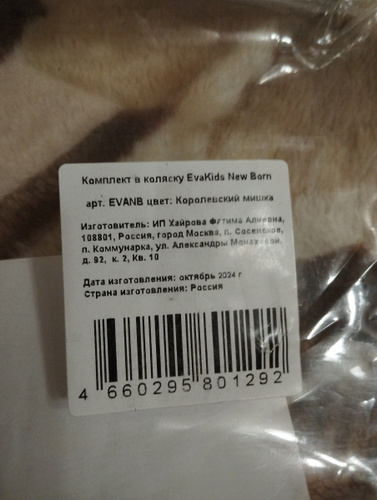 Комплект в коляску EvaKids New Born
арт. EVANB цвет: Королевский мишка
Изготовитель: ИП Хайрова Фатима Алиевна,
108801, Россия, город Москва, п. Сосенское,
п. Коммунарка, ул. Александры Монаховой,
д. 92, к. 2, Кв. 10
Дата изготовления: октябрь 2024 г
Страна изготовления: Россия
4 660295 801292